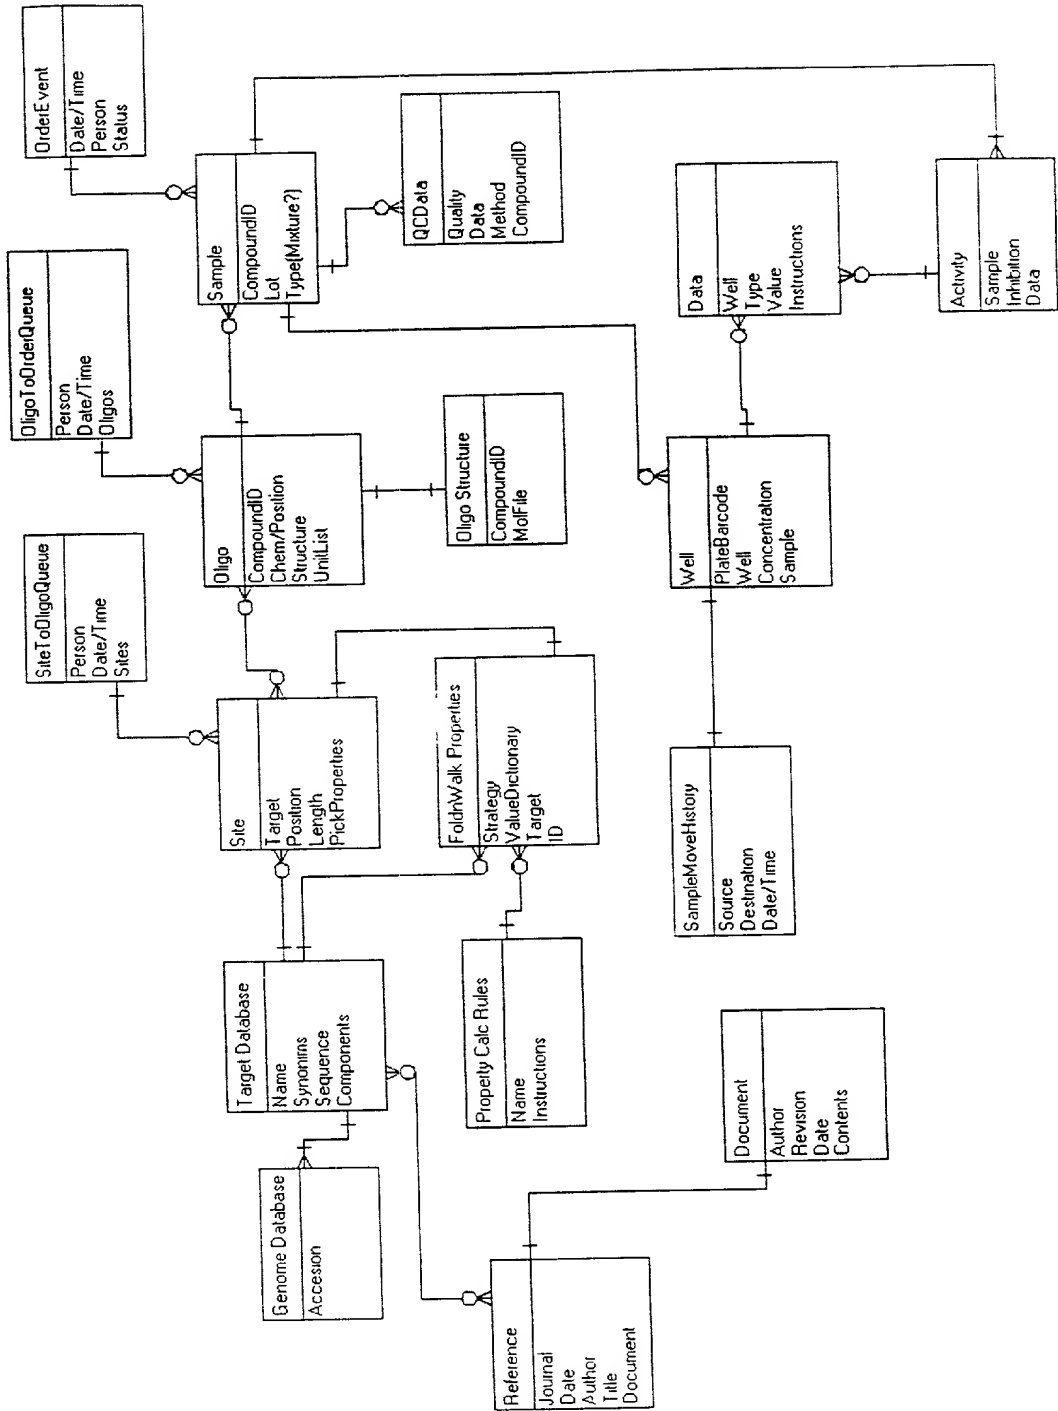 OrderEvent
Date/Time
Person
Status
OligoToOrderQueue
Person
Date/Time
Oligos
SiteToOligoQueue
Person
Date/Time
Sites
Sample
CompoundID
Lot
Type(Mixture?)
QCData
Quality
Data
Method
CompoundID
Oligo
CompoundID
Chem/Position
Structure
UnitList
Oligo Structure
CompoundID
MolFile
Site
Target
Position
Length
PickProperties
FoldnWalk Properties
Strategy
ValueDictionary
Target
ID
Target Database
Name
Synonims
Sequence
Components
Genome Database
Accesion
Property Calc Rules
Name
Instructions
Reference
Journal
Date
Author
Title
Document
Document
Author
Revision
Date
Contents
SampleMoveHistory
Source
Destination
Date/Time
Well
PlateBarcode
Well
Concentration
Sample
Data
Well
Type
Value
Instructions
Activity
Sample
Inhibition
Data